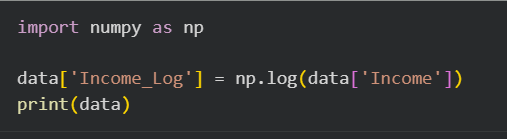 import numpy as np
data['Income_Log'] = np.log(data['Income'])
print(data)